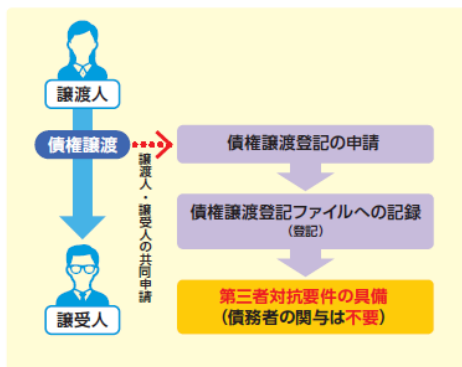 譲渡人
債権譲渡
譲渡人・譲受人の共同申請
譲受人
債権譲渡登記の申請
債権譲渡登記ファイルへの記録
(登記)
第三者対抗要件の具備
(債務者の関与は不要)